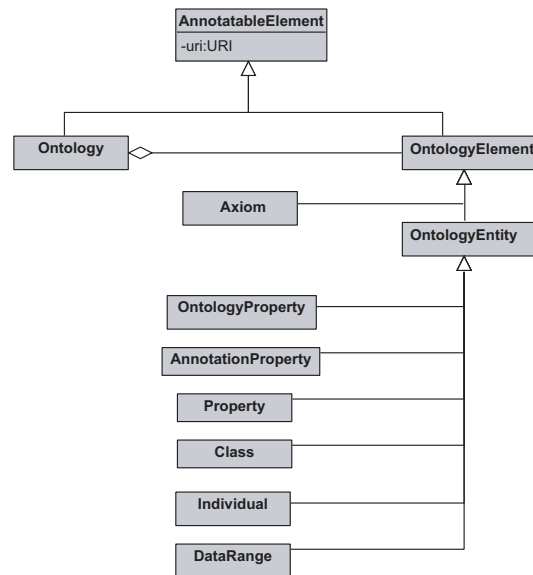 AnnotatableElement
-uri:URI
Ontology
OntologyElement
Axiom
OntologyEntity
OntologyProperty
AnnotationProperty
Property
Class
Individual
DataRange